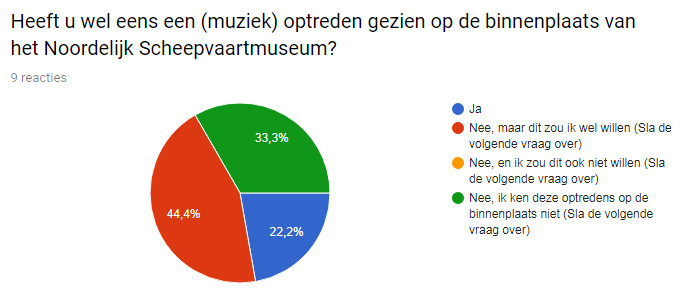 Heeft u wel eens een (muziek) optreden gezien op de binnenplaats van
het Noordelijk Scheepvaartmuseum?
9 reacties
33,3%
44,4%
22,2%
Ja
Nee, maar dit zou ik wel willen (Sla de
volgende vraag over)
Nee, en ik zou dit ook niet willen (Sla
de volgende vraag over)
Nee, ik ken deze optredens op de
binnenplaats niet (Sla de volgende
vraag over)